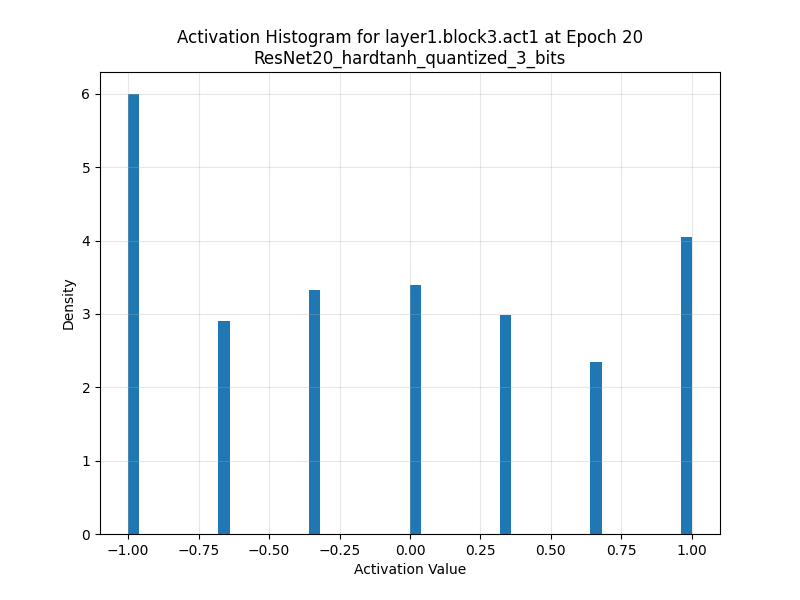 Activation Histogram for layer1.block3.act1 at Epoch 20
ResNet20_hardtanh_quantized_3_bits
6
5
4
3
2
1
0
Density
−1.00 −0.75 −0.50 −0.25 0.00 0.25 0.50 0.75 1.00
Activation Value